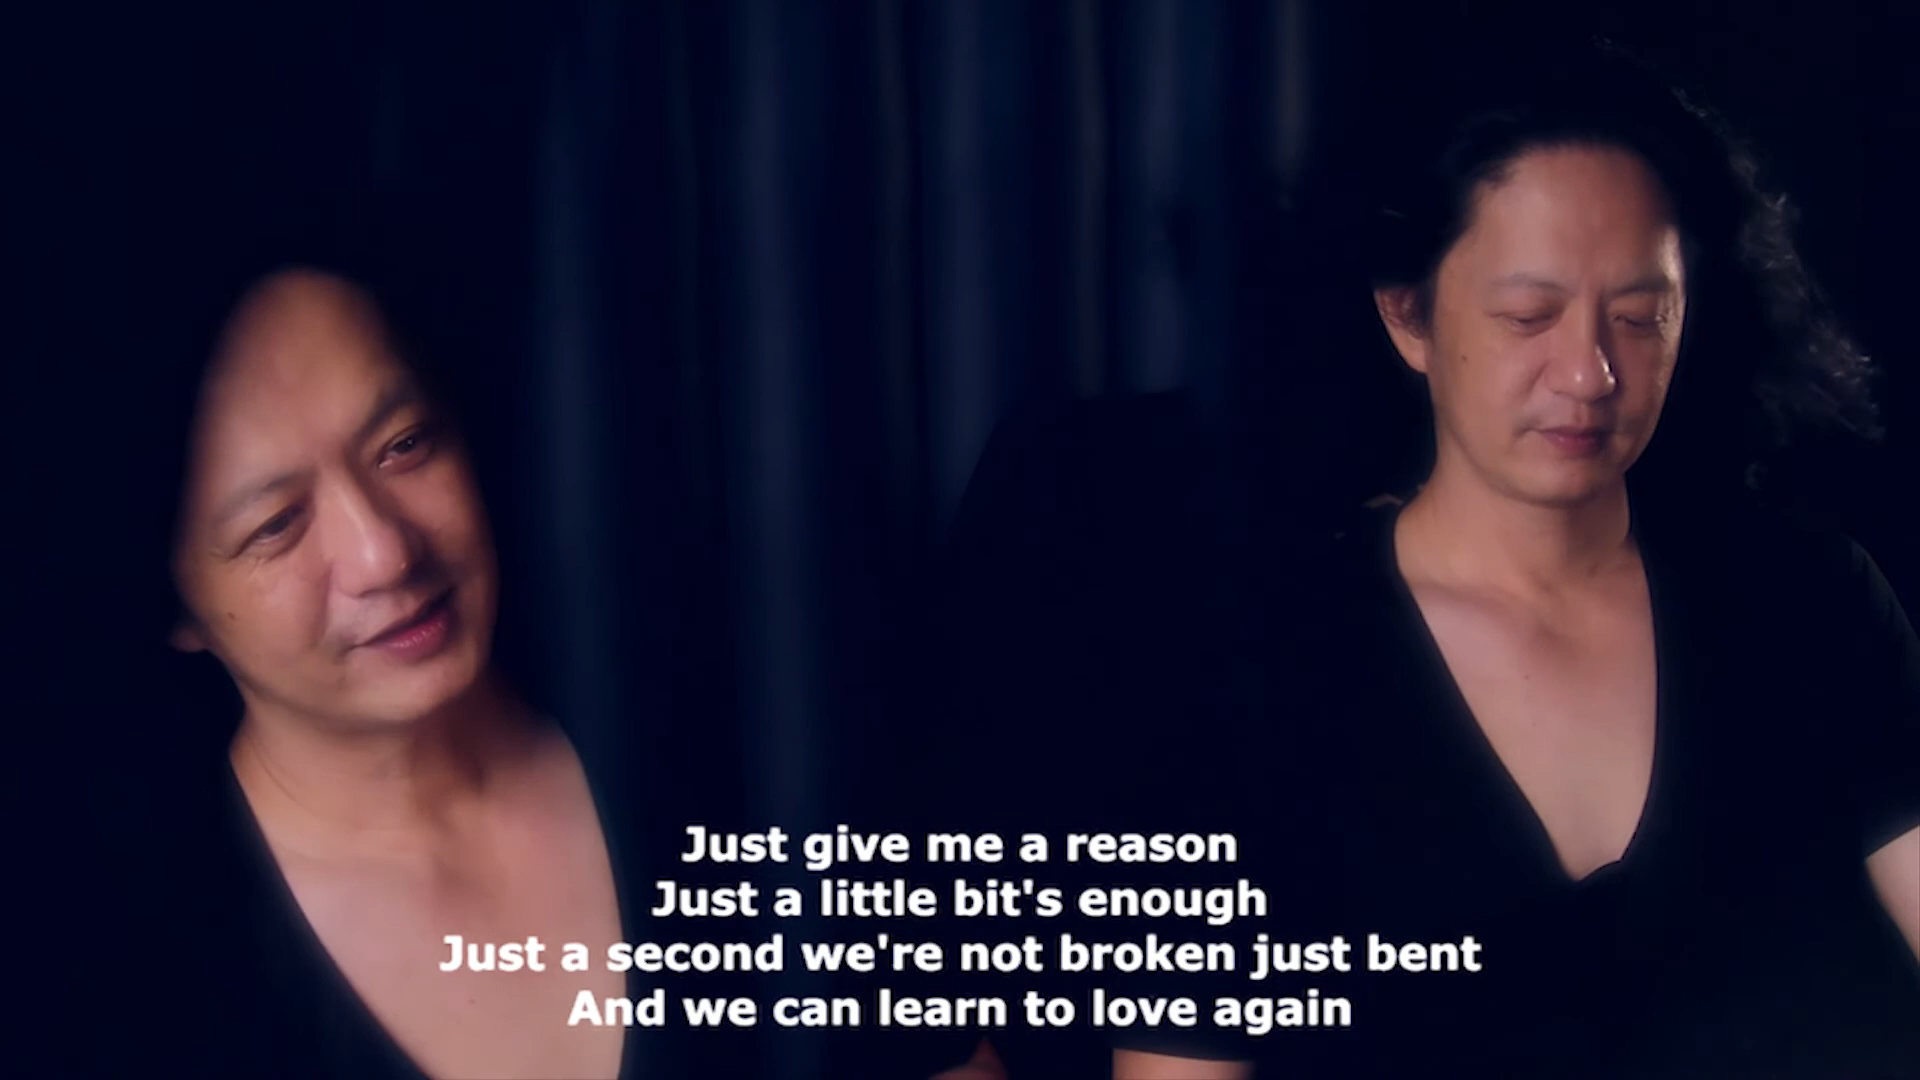 Just give me a reason
Just a little bit's enough
Just a second we're not broken just bent
And we can learn to love again